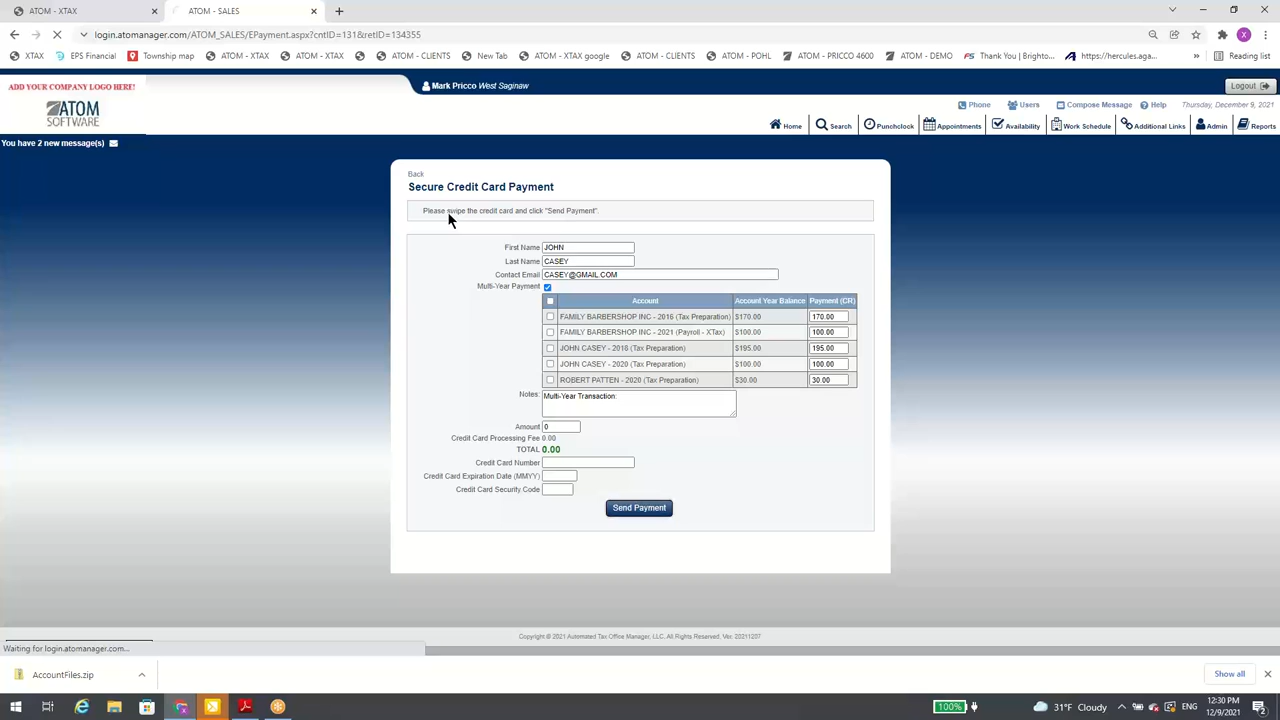 ATOM - XTAX
ATOM - SALES
login.atomanager.com/ATOM_SALES/EPayment.aspx?cntID=131&retID=134355
X
XTAX
EPS Financial
Township map
ATOM - XTAX
ATOM - XTAX
ATOM - CLIENTS
New Tab
ATOM - XTAX google
ATOM - CLIENTS
ATOM - POHL
ATOM - PRICCO 4600
ATOM - DEMO
Thank You | Brighto...
https://hercules.aga...
Reading list
ADD YOUR COMPANY LOGO HERE!
ATOM
SOFTWARE
Mark Pricco West Saginaw
Logout
Phone
Users
Compose Message
Help
Thursday, December 9, 2021
Home
Search
Punchclock
Appointments
Availability
Work Schedule
Additional Links
Admin
Reports
You have 2 new message(s)
Back
Secure Credit Card Payment
Please swipe the credit card and click "Send Payment".
First Name JOHN
Last Name CASEY
Contact Email CASEY@GMAIL.COM
Multi-Year Payment
Account Account Year Balance Payment (CR)
FAMILY BARBERSHOP INC - 2016 (Tax Preparation) $170.00 170.00
FAMILY BARBERSHOP INC - 2021 (Payroll - XTax) $100.00 100.00
JOHN CASEY - 2018 (Tax Preparation) $195.00 195.00
JOHN CASEY - 2020 (Tax Preparation) $100.00 100.00
ROBERT PATTEN - 2020 (Tax Preparation) $30.00 30.00
Notes: Multi-Year Transaction:
Amount 0
Credit Card Processing Fee 0.00
TOTAL 0.00
Credit Card Number
Credit Card Expiration Date (MMYY)
Credit Card Security Code
Send Payment
Copyright © 2021 Automated Tax Office Manager, LLC, All Rights Reserved, Ver. 20211207
Waiting for login.atomanager.com...
AccountFiles.zip
Show all
100%
31°F Cloudy
12:30 PM
12/9/2021
2